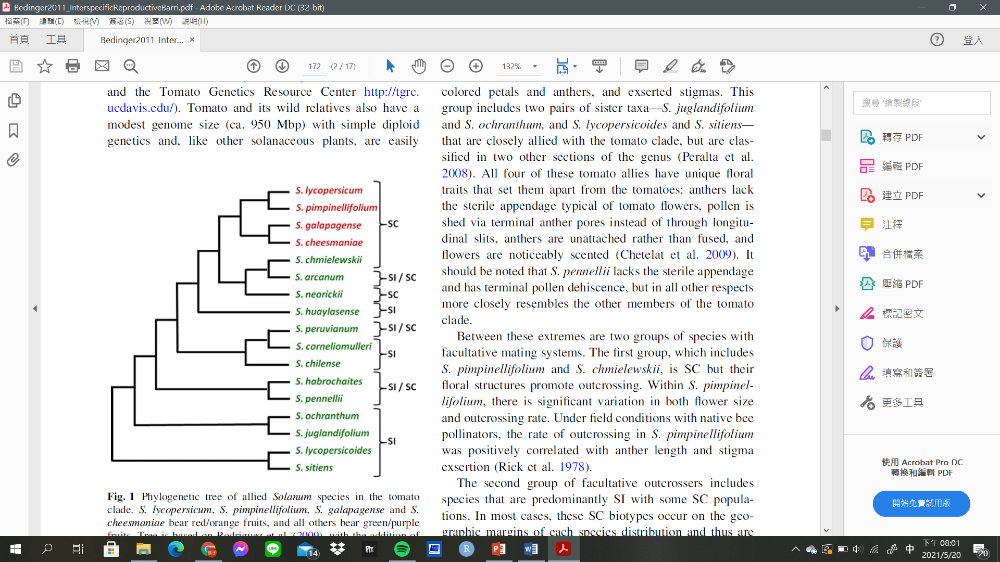 Bedinger2011_InterspecificReproductiveBarri.pdf - Adobe Acrobat Reader DC (32-bit)
檔案(F) 編輯(E) 檢視(V) 簽署(S) 視窗(W) 說明(H)
首頁 工具 Bedinger2011_Inter... × 登入
172 (2 / 17) 132%
and the Tomato Genetics Resource Center http://tgrc.
ucdavis.edu/). Tomato and its wild relatives also have a
modest genome size (ca. 950 Mbp) with simple diploid
genetics and, like other solanaceous plants, are easily
S. lycopersicum
S. pimpinellifolium
S. galapagense
S. cheesmaniae
S. chmielewskii
SC
S. arcanum
SI / SC
S. neorickii
SC
S. huaylasense
SI
S. peruvianum
SI / SC
S. corneliomulleri
S. chilense
SI
S. habrochaites
S. pennellii
SI / SC
S. ochranthum
S. juglandifolium
S. lycopersicoides
S. sitiens
SI
Fig. 1 Phylogenetic tree of allied Solanum species in the tomato
clade. S. lycopersicum, S. pimpinellifolium, S. galapagense and S.
cheesmaniae bear red/orange fruits, and all others bear green/purple
fruits. Tree is based on Rodriguez et al. (2009), with the addition of
colored petals and anthers, and exserted stigmas. This
group includes two pairs of sister taxa—S. juglandifolium
and S. ochranthum, and S. lycopersicoides and S. sitiens—
that are closely allied with the tomato clade, but are clas-
sified in two other sections of the genus (Peralta et al.
2008). All four of these tomato allies have unique floral
traits that set them apart from the tomatoes: anthers lack
the sterile appendage typical of tomato flowers, pollen is
shed via terminal anther pores instead of through longitu-
dinal slits, anthers are unattached rather than fused, and
flowers are noticeably scented (Chetelat et al. 2009). It
should be noted that S. pennellii lacks the sterile appendage
and has terminal pollen dehiscence, but in all other respects
more closely resembles the other members of the tomato
clade.
Between these extremes are two groups of species with
facultative mating systems. The first group, which includes
S. pimpinellifolium and S. chmielewskii, is SC but their
floral structures promote outcrossing. Within S. pimpinel-
lifolium, there is significant variation in both flower size
and outcrossing rate. Under field conditions with native bee
pollinators, the rate of outcrossing in S. pimpinellifolium
was positively correlated with anther length and stigma
exsertion (Rick et al. 1978).
The second group of facultative outcrossers includes
species that are predominantly SI with some SC popula-
tions. In most cases, these SC biotypes occur on the geo-
graphic margins of each species distribution and thus are
搜尋 '繪製線段'
轉存 PDF
編輯 PDF
建立 PDF
注釋
合併檔案
壓縮 PDF
標記密文
保護
填寫和簽署
更多工具
使用 Acrobat Pro DC
轉換和編輯 PDF
開始免費試用版
14
中
下午 08:01
2021/5/20
20